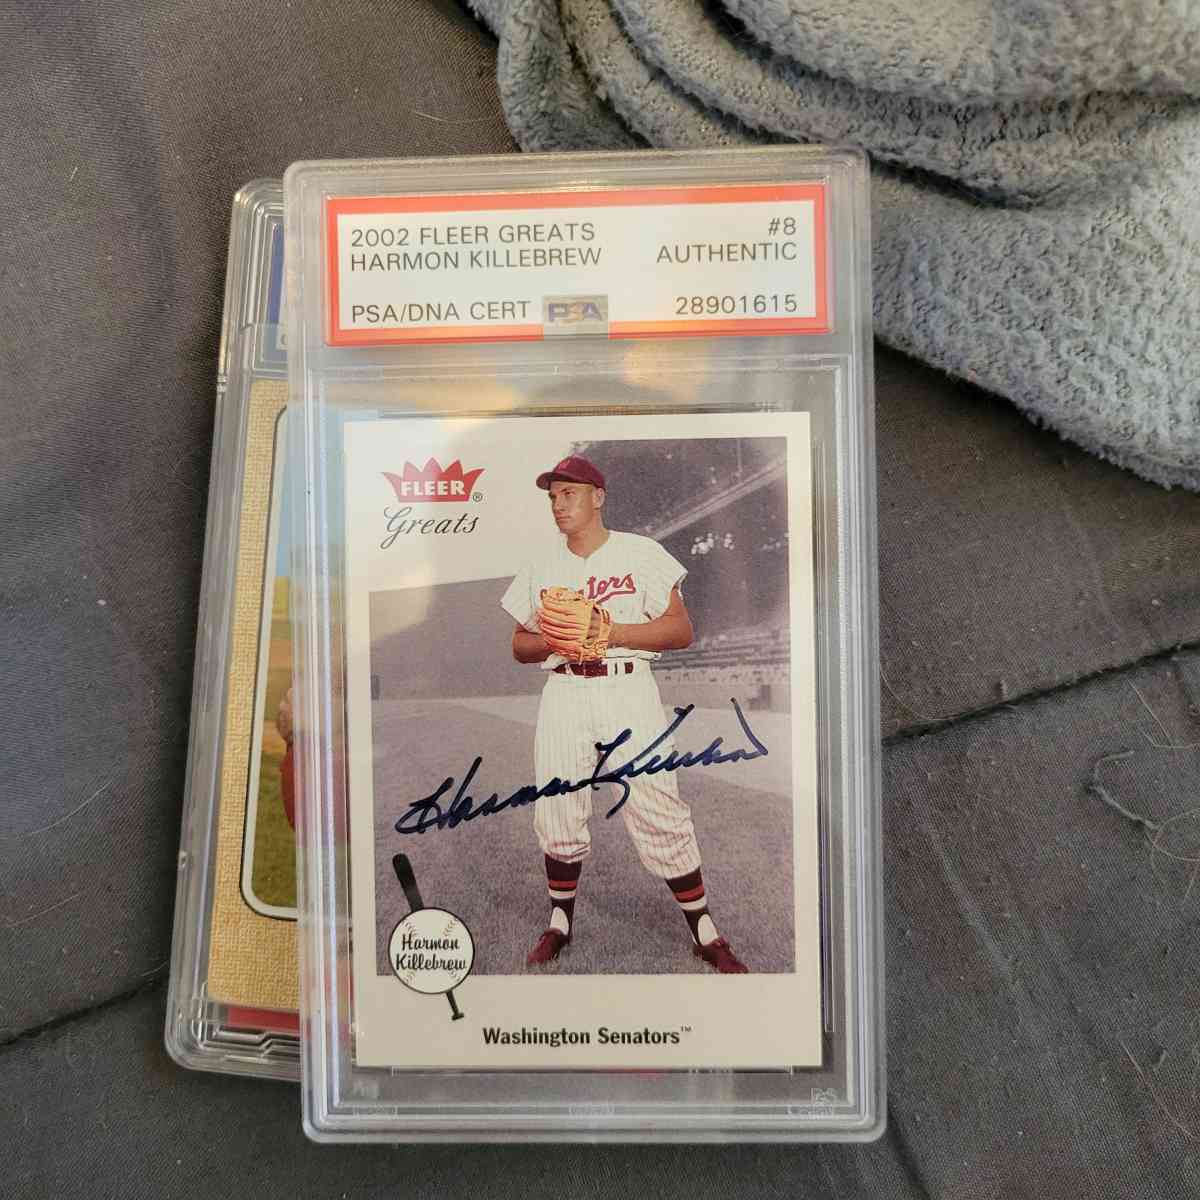 2002 FLEER GREATS #8
HARMON KILLEBREW AUTHENTIC
PSA/DNA CERT PSA 28901615
FLEER®
Greats
Harmon Killebrew
Harmon
Killebrew
Washington Senators™